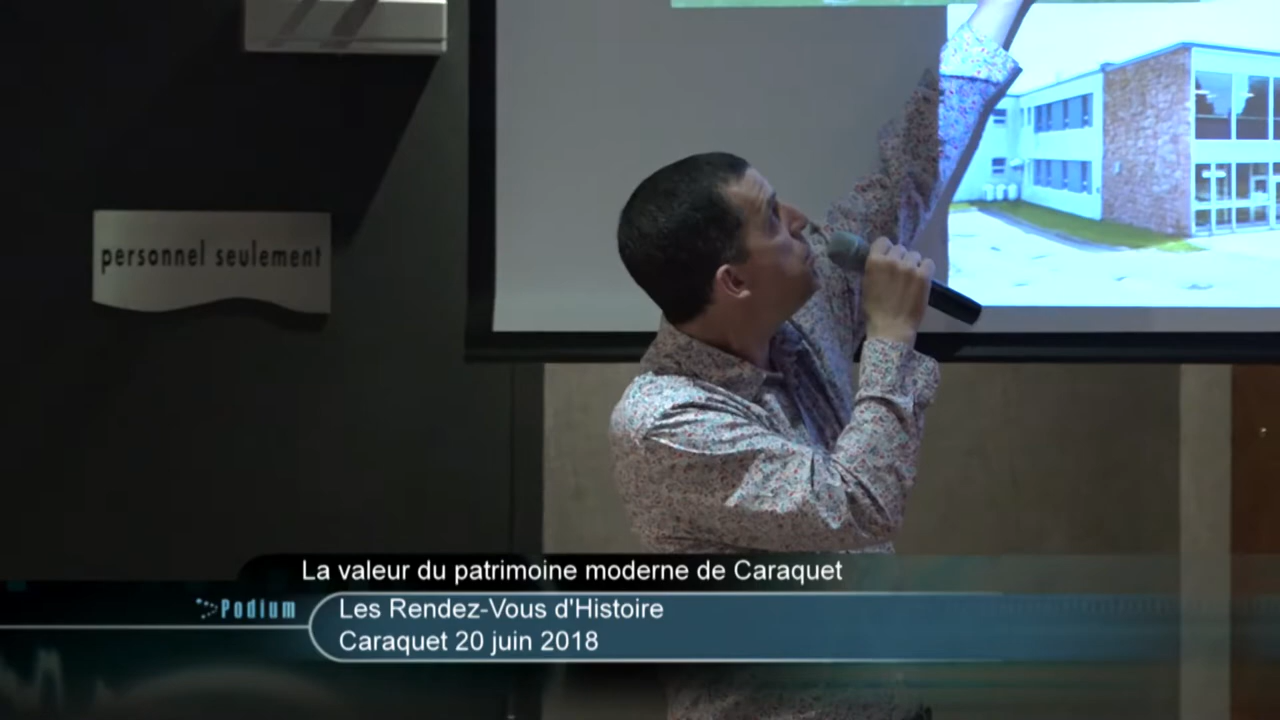 personnel seulement
La valeur du patrimoine moderne de Caraquet
Podium
Les Rendez-Vous d'Histoire
Caraquet 20 juin 2018